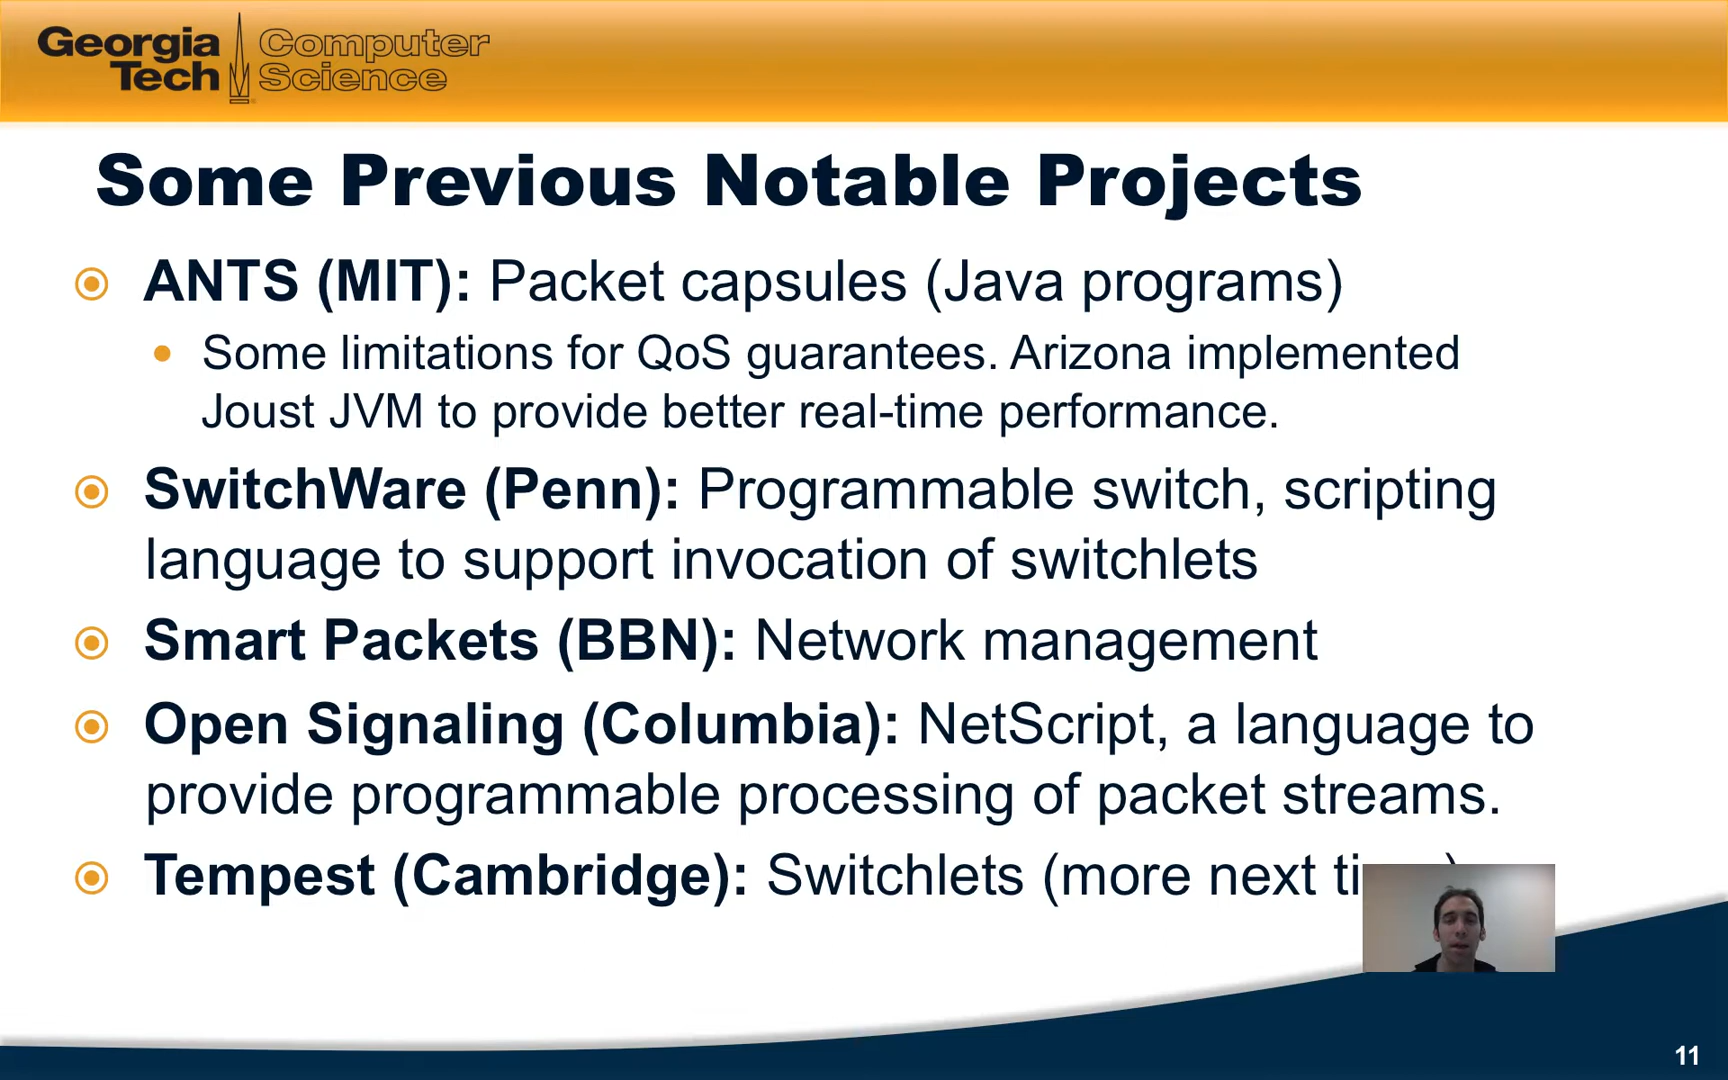 Georgia Tech
Computer Science
Some Previous Notable Projects
ANTS (MIT): Packet capsules (Java programs)
Some limitations for QoS guarantees. Arizona implemented
Joust JVM to provide better real-time performance.
SwitchWare (Penn): Programmable switch, scripting
language to support invocation of switchlets
Smart Packets (BBN): Network management
Open Signaling (Columbia): NetScript, a language to
provide programmable processing of packet streams.
Tempest (Cambridge): Switchlets (more next
11